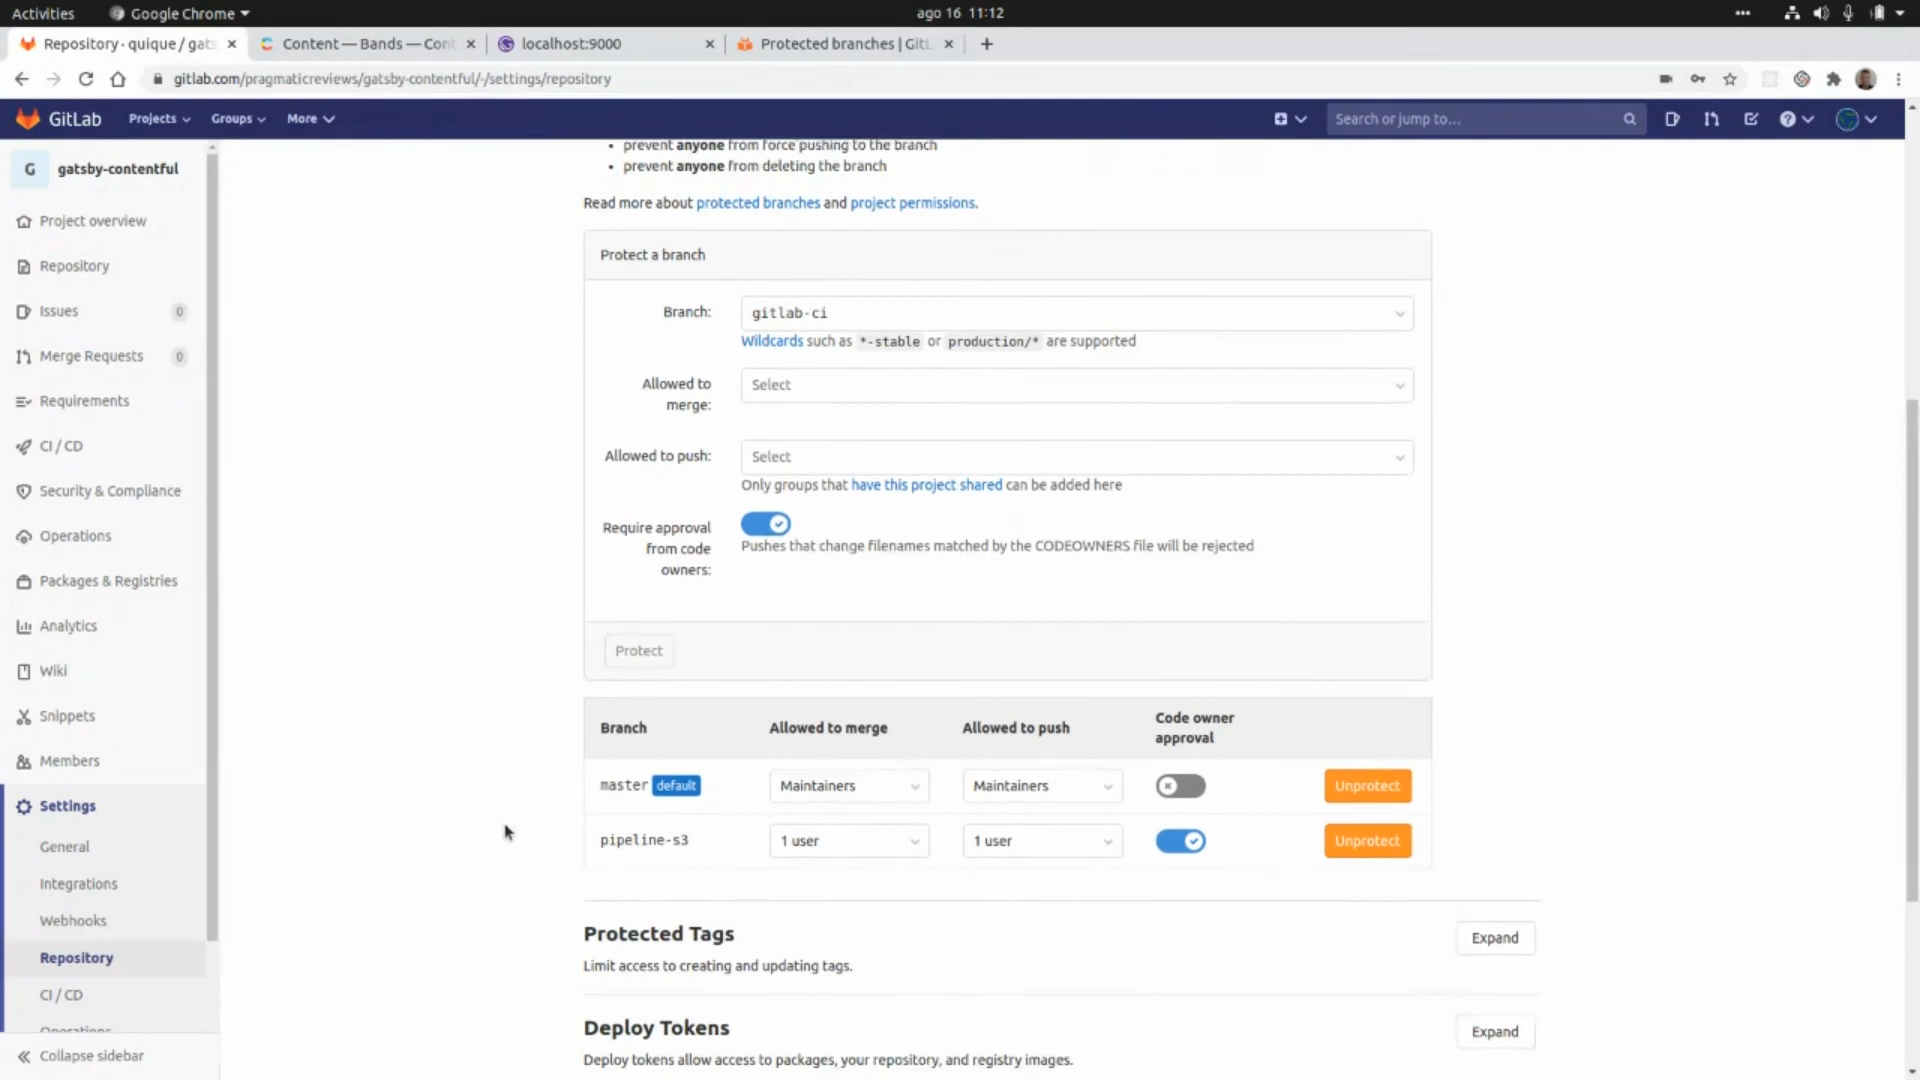 Activities
Google Chrome
ago 16 11:12
Repository · quique / gats
Content — Bands — Cont
localhost:9000
Protected branches | GitL
gitlab.com/pragmaticreviews/gatsby-contentful/-/settings/repository
GitLab
Projects
Groups
More
Search or jump to...
G
gatsby-contentful
Project overview
Repository
Issues
0
Merge Requests
0
Requirements
CI / CD
Security & Compliance
Operations
Packages & Registries
Analytics
Wiki
Snippets
Members
Settings
General
Integrations
Webhooks
Repository
CI / CD
Operations
Collapse sidebar
• prevent anyone from force pushing to the branch
• prevent anyone from deleting the branch
Read more about protected branches and project permissions.
Protect a branch
Branch:
gitlab-ci
Wildcards such as *-stable or production/* are supported
Allowed to
merge:
Select
Allowed to push:
Select
Only groups that have this project shared can be added here
Require approval
from code
owners:
Pushes that change filenames matched by the CODEOWNERS file will be rejected
Protect
Branch
Allowed to merge
Allowed to push
Code owner
approval
master default
Maintainers
Maintainers
Unprotect
pipeline-s3
1 user
1 user
Unprotect
Protected Tags
Expand
Limit access to creating and updating tags.
Deploy Tokens
Expand
Deploy tokens allow access to packages, your repository, and registry images.